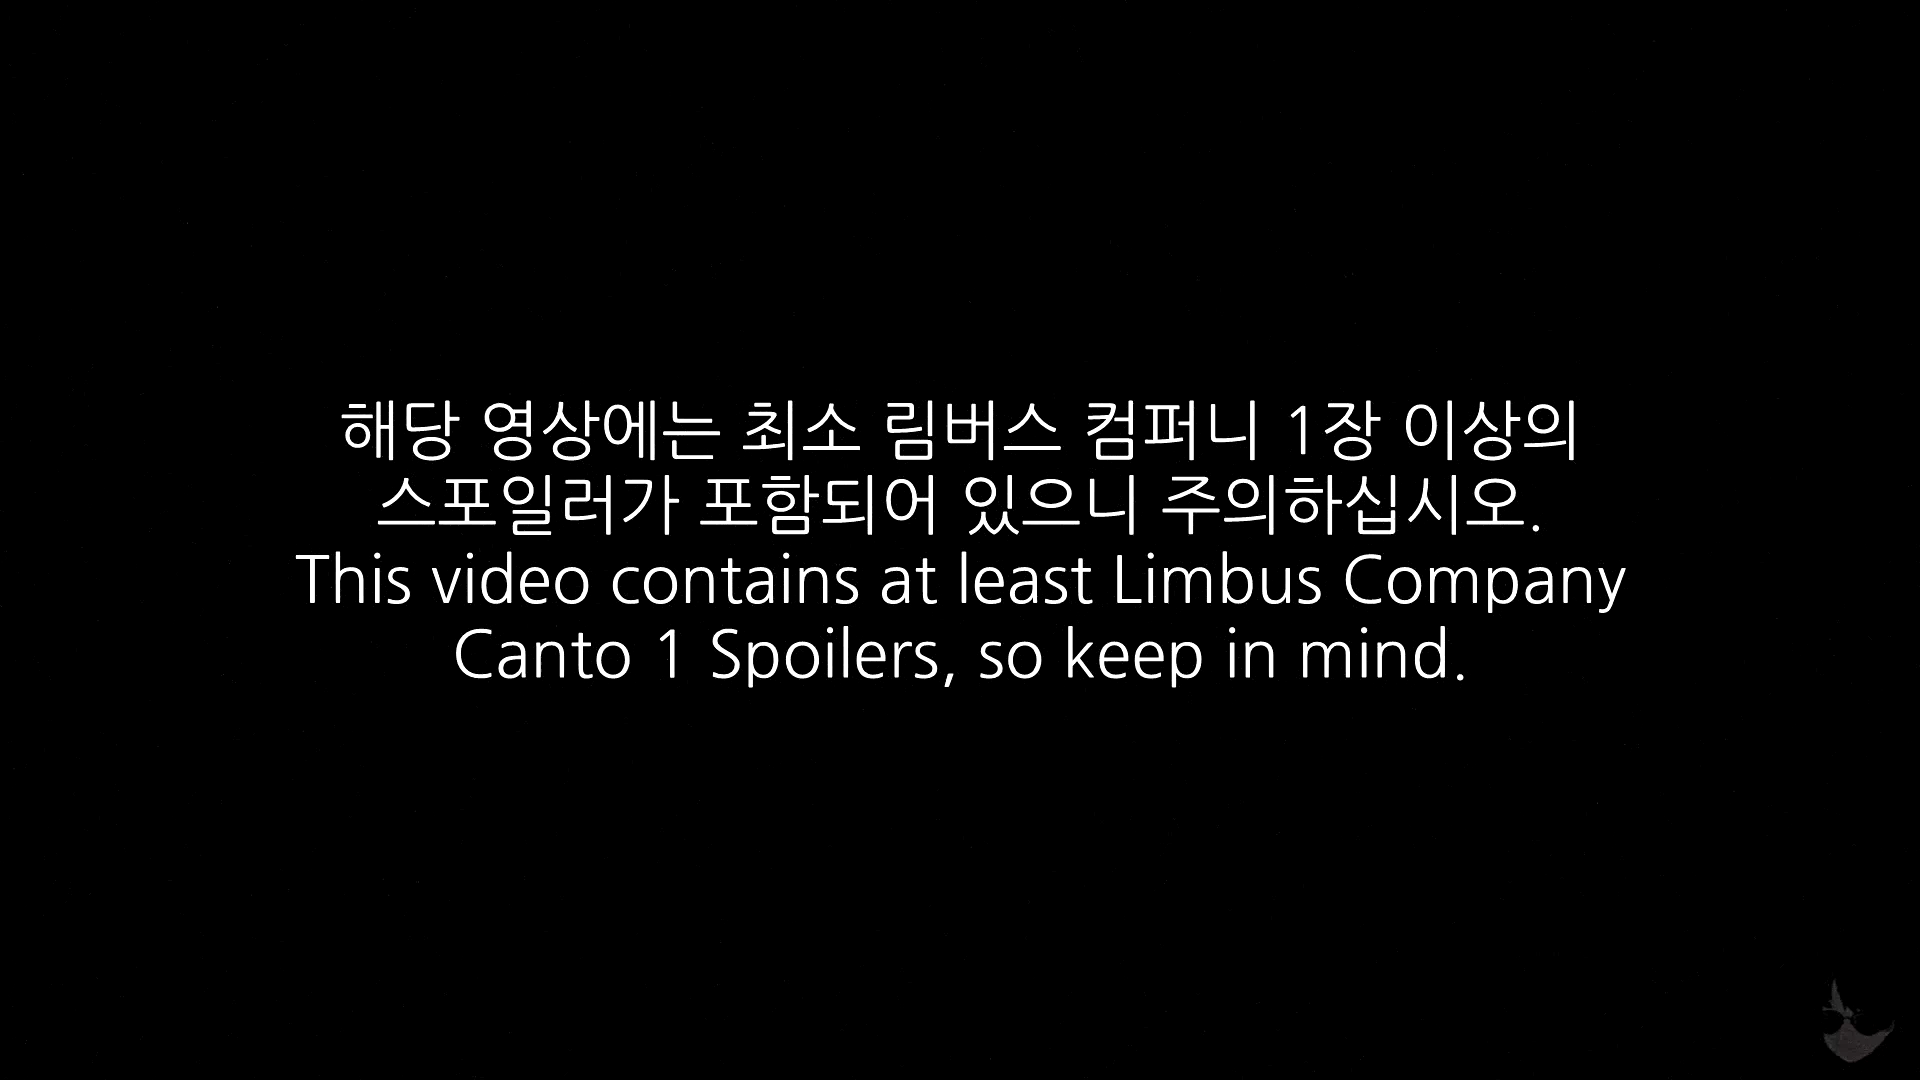 해당 영상에는 최소 림버스 컴퍼니 1장 이상의
스포일러가 포함되어 있으니 주의하십시오.
This video contains at least Limbus Company
Canto 1 Spoilers, so keep in mind.